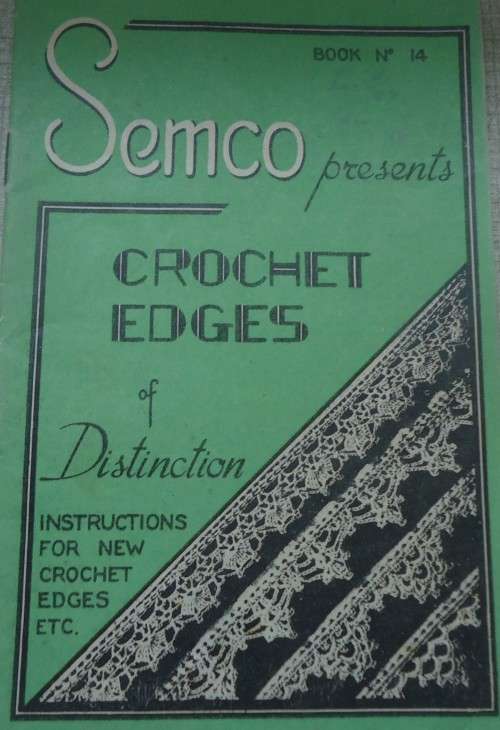 BOOK Nº 14
Semco presents
CROCHET
EDGES
of
Distinction
INSTRUCTIONS
FOR NEW
CROCHET
EDGES
ETC.